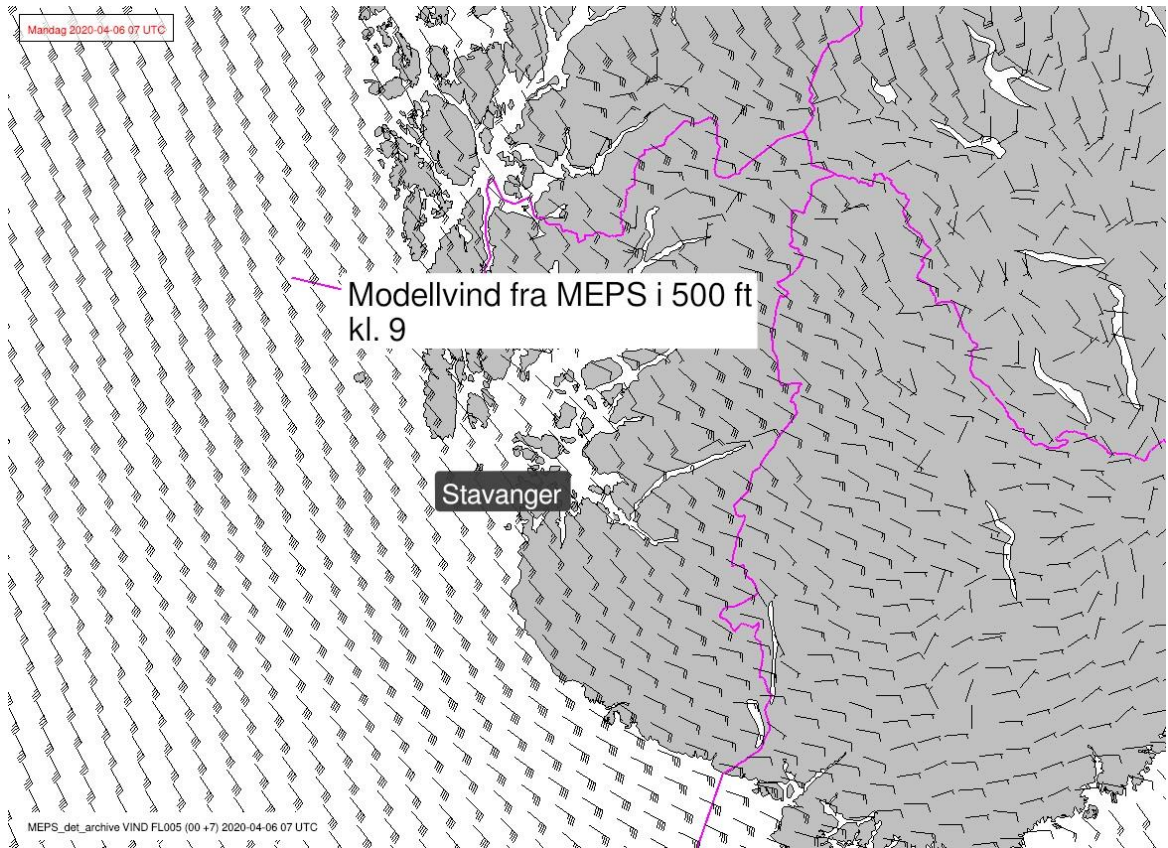 Mandag 2020-04-06 07 UTC
Modellvind fra MEPS i 500 ft
kl. 9
Stavanger
MEPS_det_archive VIND FL005 (00 +7) 2020-04-06 07 UTC